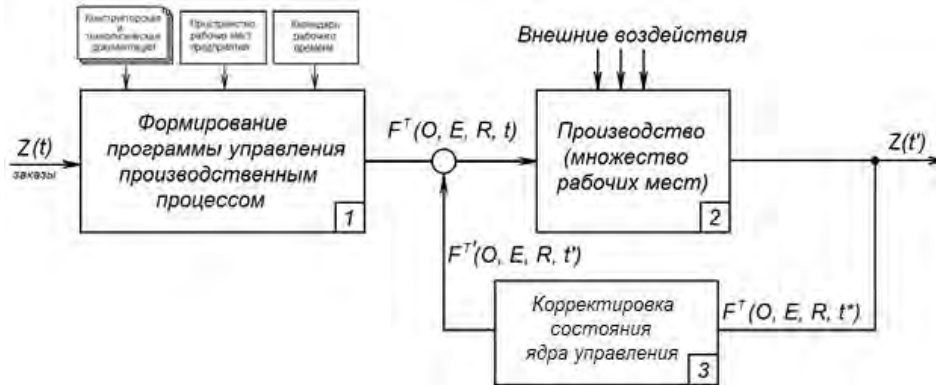 Конструкторская
и
технологическая
документация
Пространство
рабочих мест
предприятия
Календарь
рабочего
времени
Внешние воздействия
Z(t)
заказы
Формирование
программы управления
производственным
процессом
1
F^T(O, E, R, t)
Производство
(множество
рабочих мест)
2
Z(t')
F^T'(O, E, R, t')
Корректировка
состояния
ядра управления
3
F^T(O, E, R, t*)